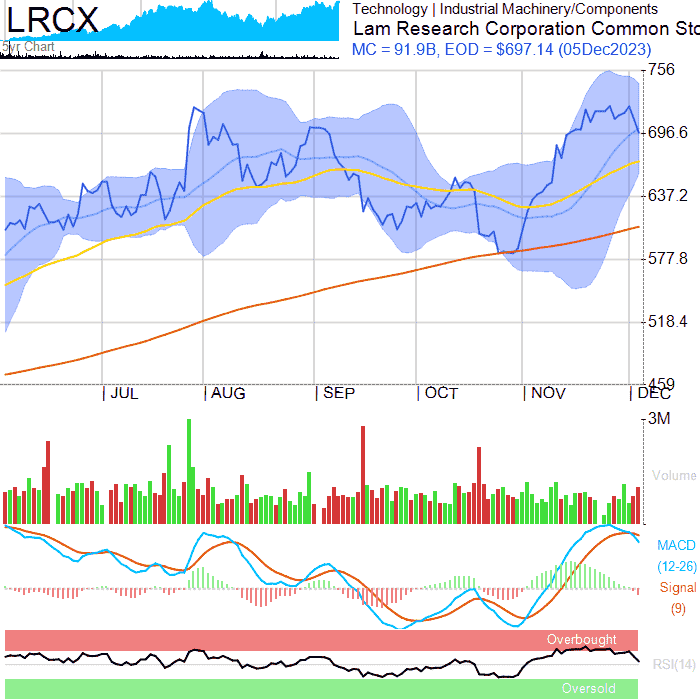 LRCX
5yr Chart
Technology | Industrial Machinery/Components
Lam Research Corporation Common Sto
MC = 91.9B, EOD = $697.14 (05Dec2023)
756
696.6
637.2
577.8
518.4
459
JUL
AUG
SEP
OCT
NOV
DEC
3M
Volume
MACD
(12-26)
Signal
(9)
Overbought
RSI(14)
Oversold